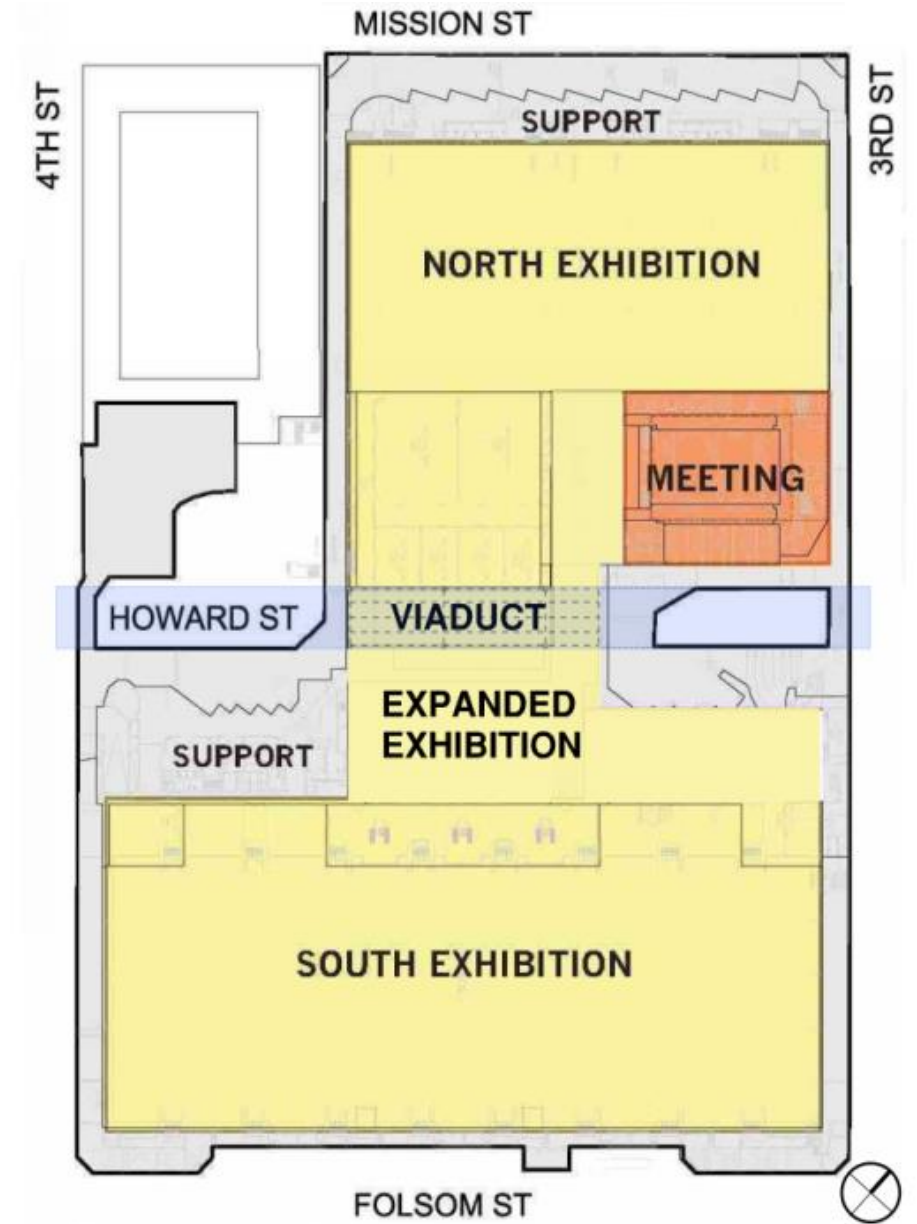 MISSION ST
4TH ST
3RD ST
SUPPORT
NORTH EXHIBITION
MEETING
HOWARD ST
VIADUCT
EXPANDED
EXHIBITION
SUPPORT
SOUTH EXHIBITION
FOLSOM ST